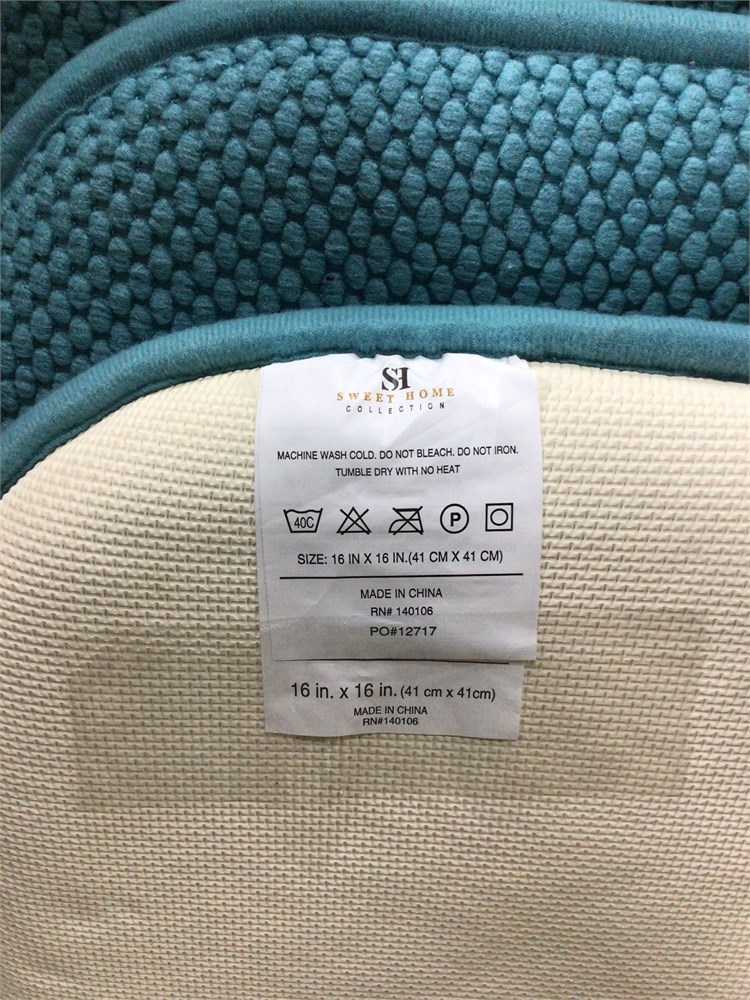 SH
SWEET HOME
COLLECTION
MACHINE WASH COLD. DO NOT BLEACH. DO NOT IRON.
TUMBLE DRY WITH NO HEAT
40C P
SIZE: 16 IN X 16 IN.(41 CM X 41 CM)
MADE IN CHINA
RN# 140106
PO#12717
16 in. x 16 in. (41 cm x 41cm)
MADE IN CHINA
RN#140106